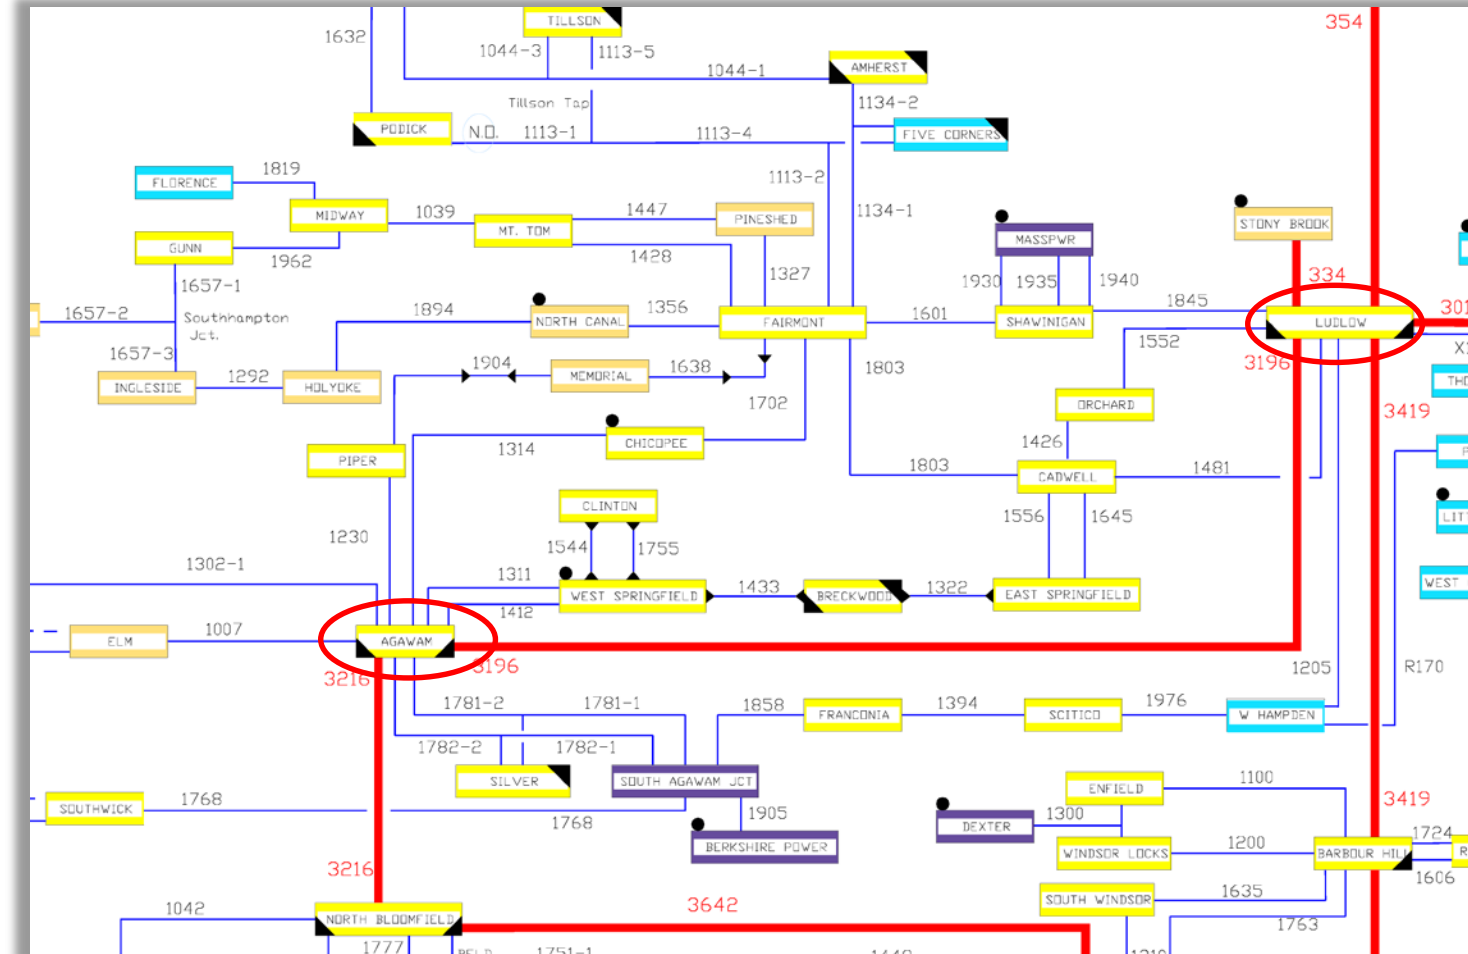 TILLSON
354
1632
1044-3
1113-5
1044-1
AMHERST
Tillson Tap
1134-2
PODICK
N.O.
1113-1
1113-4
FIVE CORNERS
FLORENCE
1819
1113-2
MIDWAY
1039
1447
PINESHED
1134-1
MASSPWR
STONY BROOK
GUNN
MT. TOM
1962
1428
1327
1930
1935
1940
334
1657-1
1845
301
1657-2
Southhampton
Jct.
1894
NORTH CANAL
1356
FAIRMONT
1601
SHAWINIGAN
LUDLOW
1552
1657-3
1904
1638
1803
3196
INGLESIDE
1292
HOLYOKE
MEMORIAL
1702
ORCHARD
3419
1314
CHICOPEE
1426
PIPER
1803
CADWELL
1481
CLINTON
1556
1645
LIT
1230
1544
1755
1302-1
1311
WEST SPRINGFIELD
1433
BRECKWOOD
1322
EAST SPRINGFIELD
WEST
1412
ELM
1007
AGAWAM
3196
3216
1205
R170
1781-2
1781-1
1858
FRANCONIA
1394
SCITICO
1976
W HAMPDEN
1782-2
1782-1
SILVER
SOUTH AGAWAM JCT
ENFIELD
1100
SOUTHWICK
1768
1768
1905
DEXTER
1300
3419
BERKSHIRE POWER
WINDSOR LOCKS
1200
BARBOUR HILL
1724
R
3216
1606
1042
3642
SOUTH WINDSOR
1635
NORTH BLOOMFIELD
1763
1777
1751-1